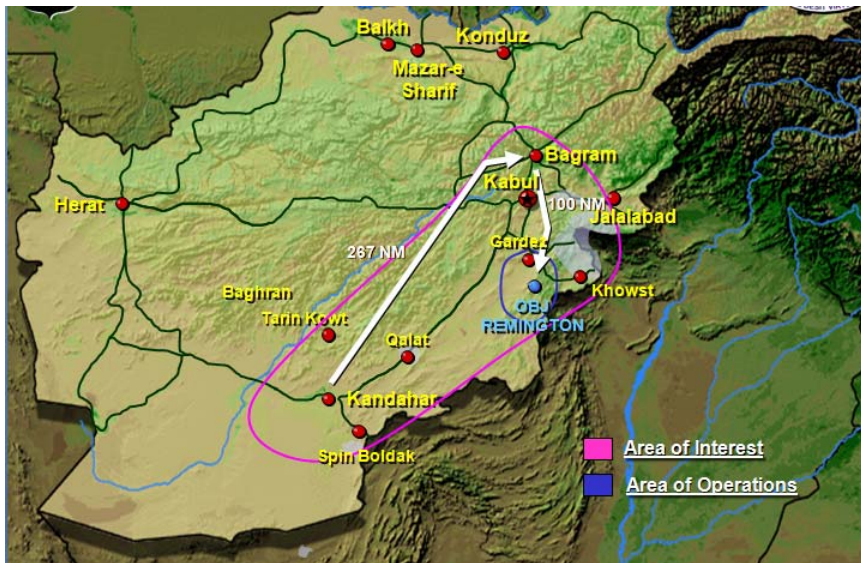 Balkh
Konduz
Mazar-e
Sharif
Bagram
Kabul
Herat
100 NM
Jalalabad
267 NM
Gardez
Baghran
Khowst
OBJ
REMINGTON
Tarin Kowt
Qalat
Kandahar
Spin Boldak
Area of Interest
Area of Operations